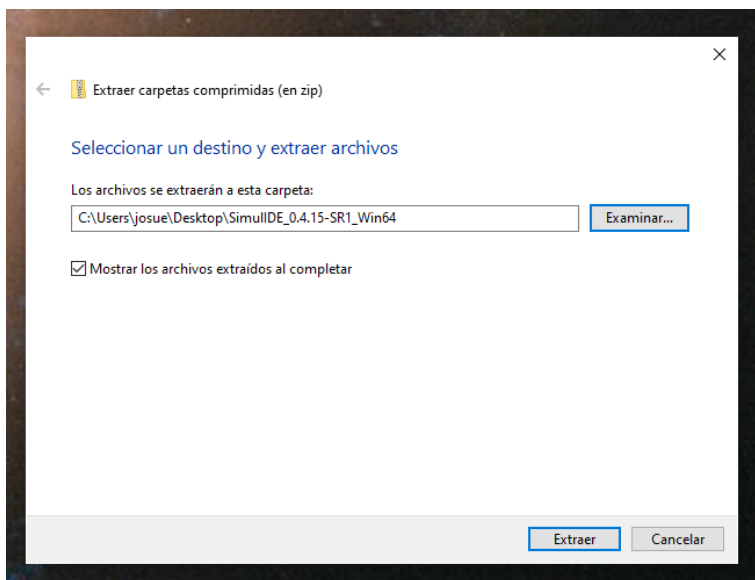 Extraer carpetas comprimidas (en zip)
Seleccionar un destino y extraer archivos
Los archivos se extraerán a esta carpeta:
C:\Users\josue\Desktop\SimulIDE_0.4.15-SR1_Win64
Examinar...
Mostrar los archivos extraídos al completar
Extraer
Cancelar